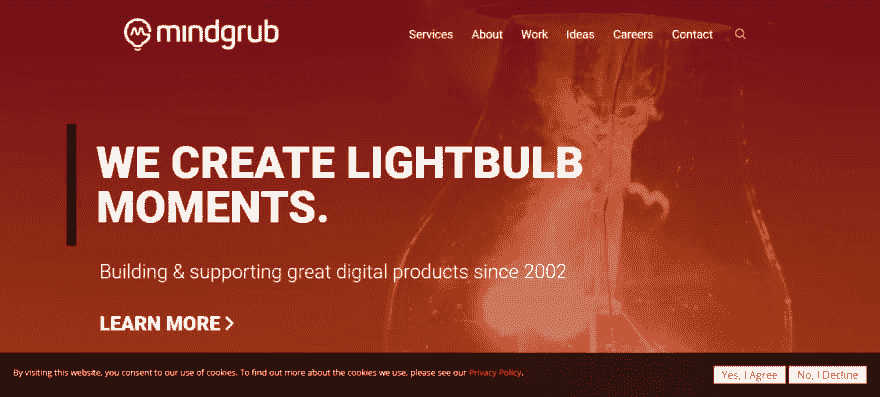 mindgrub
Services About Work Ideas Careers Contact
WE CREATE LIGHTBULB
MOMENTS.
Building & supporting great digital products since 2002
LEARN MORE
By visiting this website, you consent to our use of cookies. To find out more about the cookies we use, please see our Privacy Policy.
Yes, I Agree No, I Decline